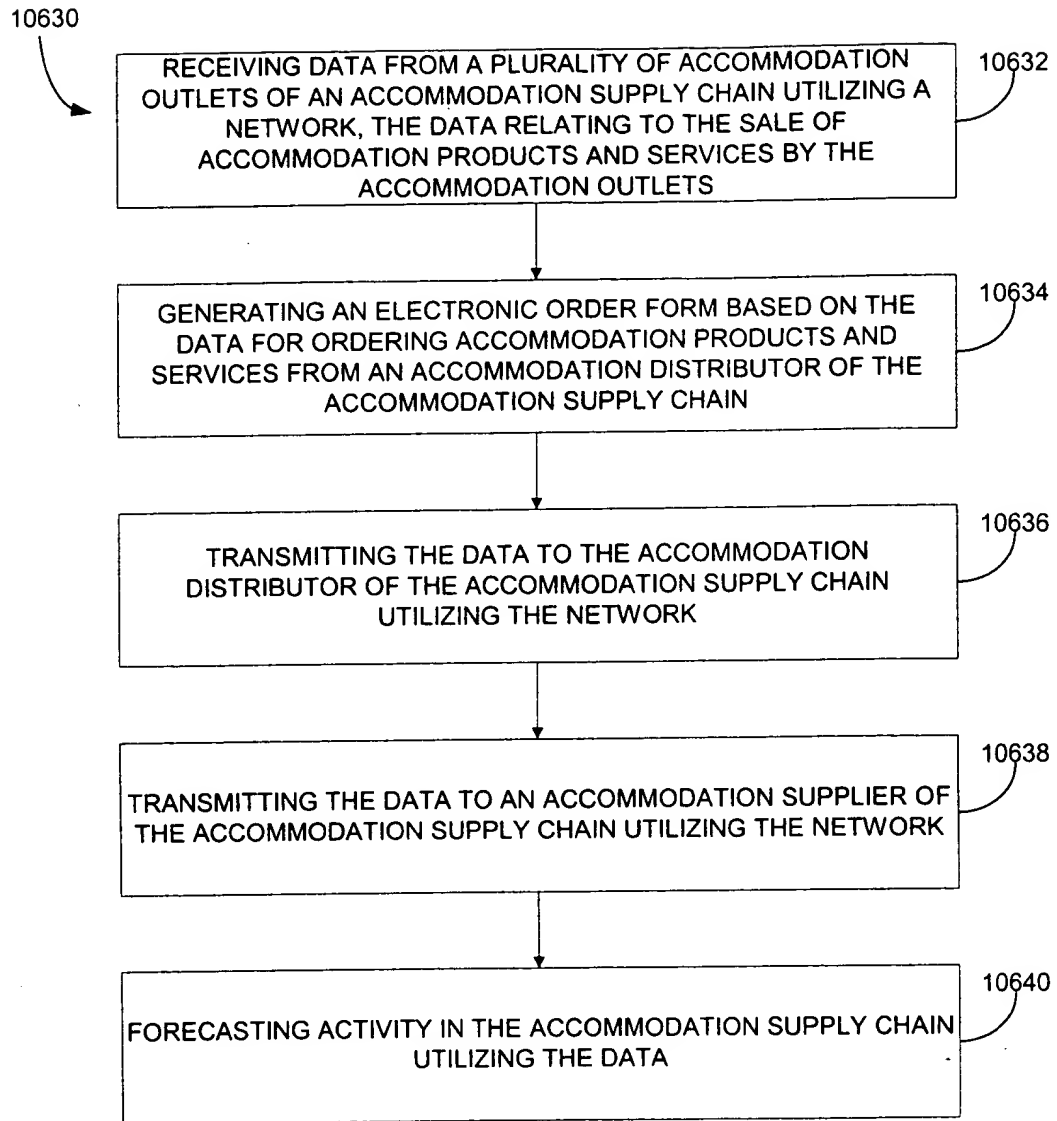 10630
RECEIVING DATA FROM A PLURALITY OF ACCOMMODATION
OUTLETS OF AN ACCOMMODATION SUPPLY CHAIN UTILIZING A
NETWORK, THE DATA RELATING TO THE SALE OF
ACCOMMODATION PRODUCTS AND SERVICES BY THE
ACCOMMODATION OUTLETS
10632
GENERATING AN ELECTRONIC ORDER FORM BASED ON THE
DATA FOR ORDERING ACCOMMODATION PRODUCTS AND
SERVICES FROM AN ACCOMMODATION DISTRIBUTOR OF THE
ACCOMMODATION SUPPLY CHAIN
10634
TRANSMITTING THE DATA TO THE ACCOMMODATION
DISTRIBUTOR OF THE ACCOMMODATION SUPPLY CHAIN
UTILIZING THE NETWORK
10636
TRANSMITTING THE DATA TO AN ACCOMMODATION SUPPLIER OF
THE ACCOMMODATION SUPPLY CHAIN UTILIZING THE NETWORK
10638
FORECASTING ACTIVITY IN THE ACCOMMODATION SUPPLY CHAIN
UTILIZING THE DATA
10640